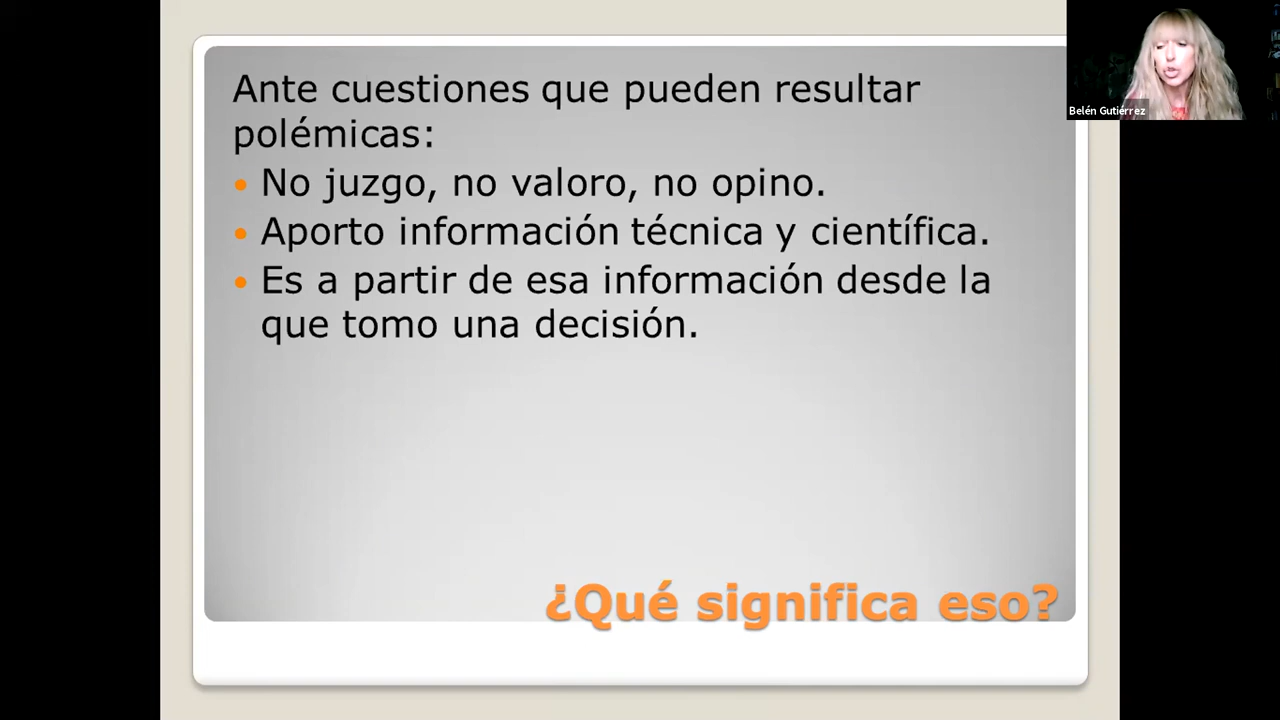 Ante cuestiones que pueden resultar
polémicas:
• No juzgo, no valoro, no opino.
• Aporto información técnica y científica.
• Es a partir de esa información desde la
que tomo una decisión.
¿Qué significa eso?
Belén Gutiérrez